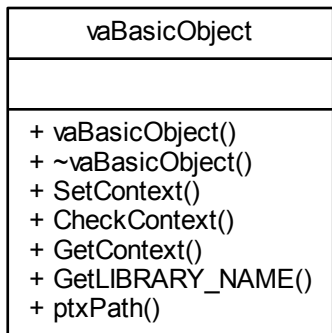 vaBasicObject
+ vaBasicObject()
+ ~vaBasicObject()
+ SetContext()
+ CheckContext()
+ GetContext()
+ GetLIBRARY_NAME()
+ ptxPath()